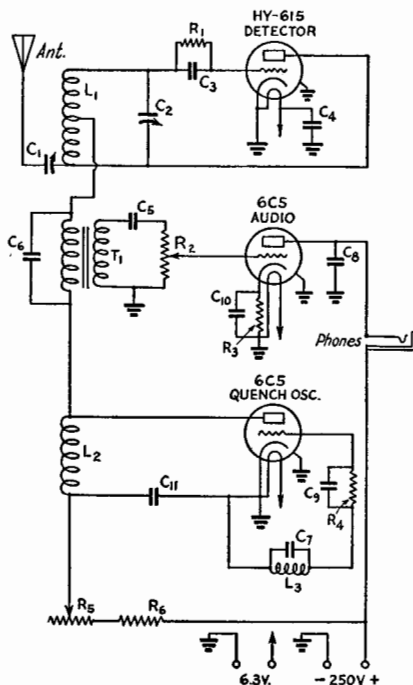 HY-615
DETECTOR
R1
Ant.
L1
C3
C2
C4
C1
C5
6C5
AUDIO
C6
T1
R2
C8
C10
R3
Phones
6C5
QUENCH OSC.
L2
C11
C9
R4
C7
L3
R5
R6
6.3V.
- 250V +